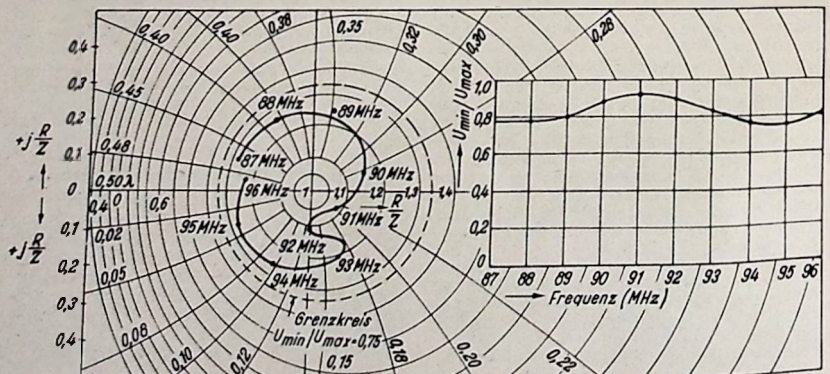 0,40
0,40
0,38
0,35
0,32
0,30
0,28
0,4
0,3
0,2
0,1
0
0,1
0,2
0,3
0,4
+j R/Z
+j R/Z
0,45
0,48
0,50λ
0
0,4
0,6
0,02
0,05
0,08
0,10
0,12
0,15
0,18
0,20
0,22
88 MHz
89 MHz
87 MHz
90 MHz
96 MHz
1
1,1
1,2
1,3
1,4
R/Z
91 MHz
95 MHz
92 MHz
93 MHz
94 MHz
Grenzkreis
Umin/Umax=0,75
Umin/Umax
1,0
0,8
0,6
0,4
0,2
0
87 88 89 90 91 92 93 94 95 96
Frequenz (MHz)